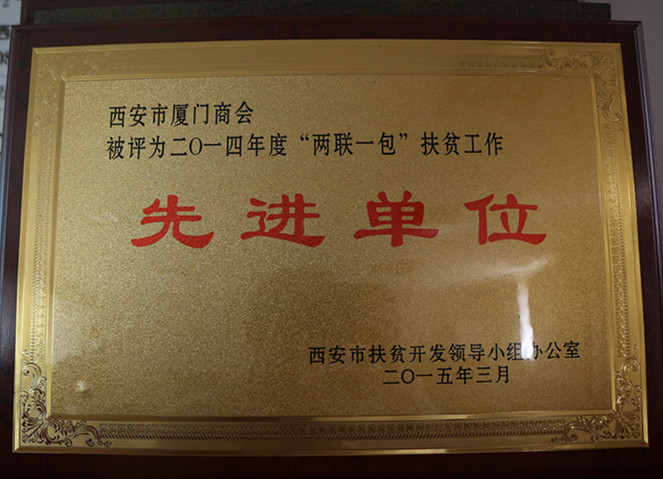 西安市厦门商会
被评为二〇一四年度“两联一包”扶贫工作
先进单位
西安市扶贫开发领导小组办公室
二〇一五年三月